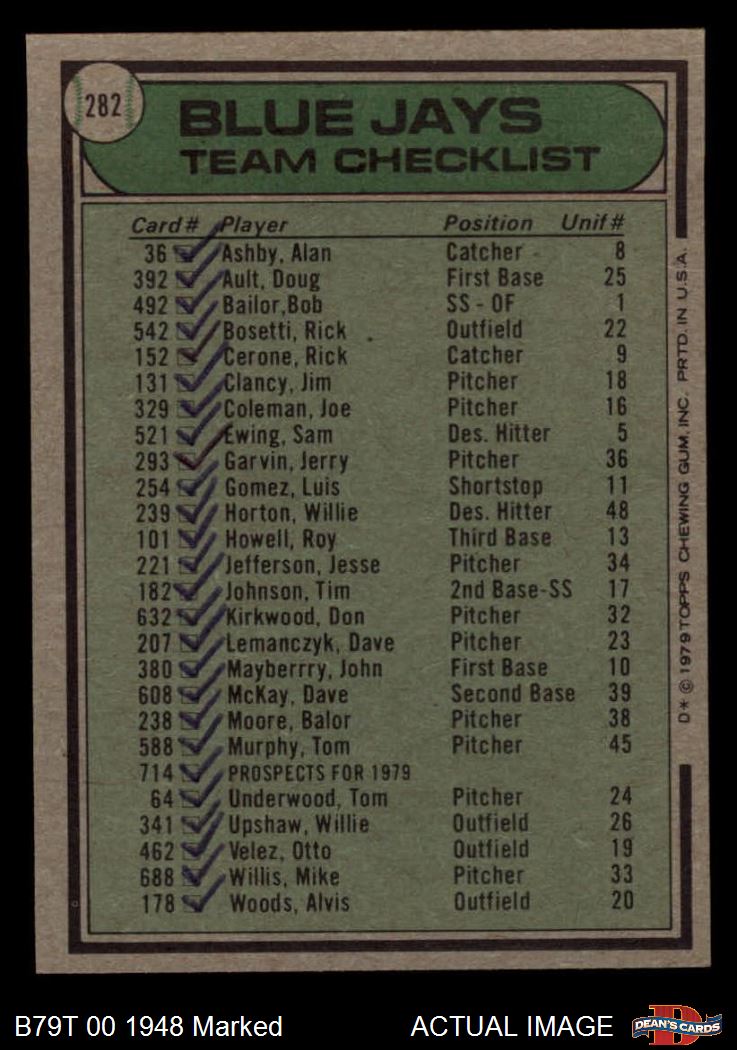 282
BLUE JAYS
TEAM CHECKLIST
Card# Player Position Unif#
36 Ashby, Alan Catcher 8
392 Ault, Doug First Base 25
492 Bailor,Bob SS - OF 1
542 Bosetti, Rick Outfield 22
152 Cerone, Rick Catcher 9
131 Clancy, Jim Pitcher 18
329 Coleman, Joe Pitcher 16
521 Ewing, Sam Des. Hitter 5
293 Garvin, Jerry Pitcher 36
254 Gomez, Luis Shortstop 11
239 Horton, Willie Des. Hitter 48
101 Howell, Roy Third Base 13
221 Jefferson, Jesse Pitcher 34
182 Johnson, Tim 2nd Base-SS 17
632 Kirkwood, Don Pitcher 32
207 Lemanczyk, Dave Pitcher 23
380 Mayberrry, John First Base 10
608 McKay, Dave Second Base 39
238 Moore, Balor Pitcher 38
588 Murphy, Tom Pitcher 45
714 PROSPECTS FOR 1979
64 Underwood, Tom Pitcher 24
341 Upshaw, Willie Outfield 26
462 Velez, Otto Outfield 19
688 Willis, Mike Pitcher 33
178 Woods, Alvis Outfield 20
D* © 1979 TOPPS CHEWING GUM, INC. PRTD. IN U.S.A.
B79T 00 1948 Marked ACTUAL IMAGE
D
DEAN'S CARDS